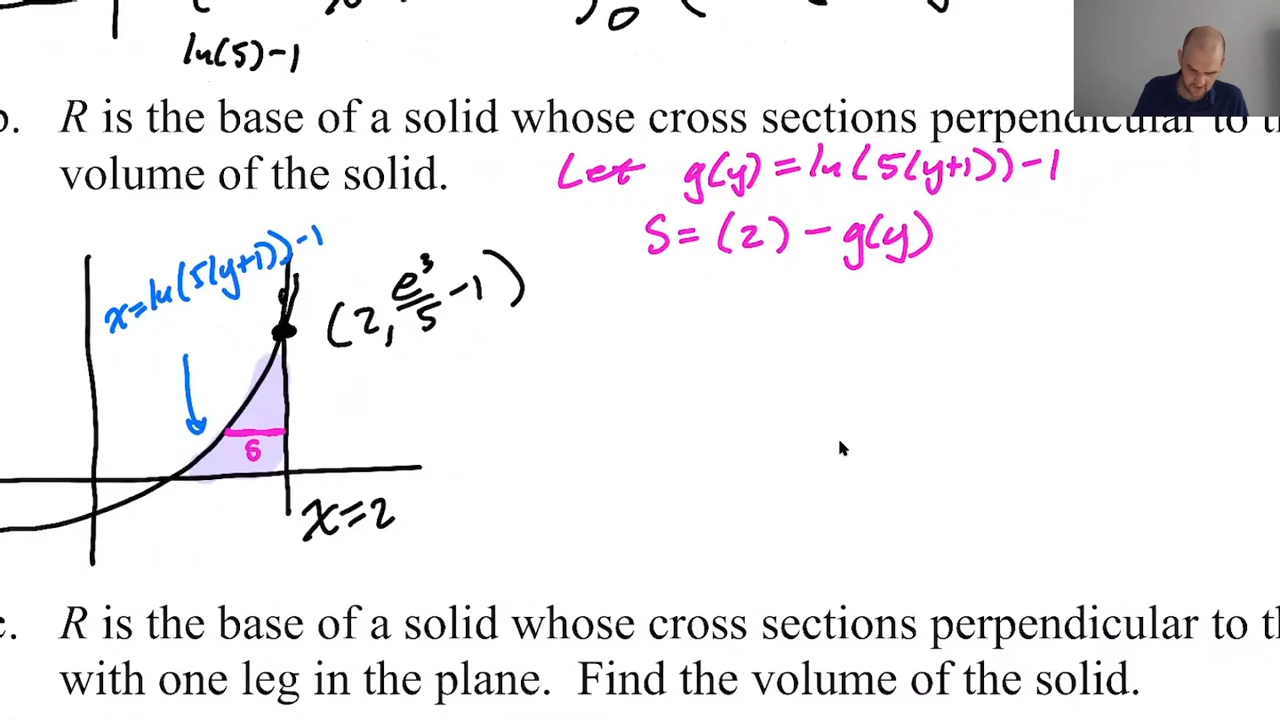 ln(5)-1
b. R is the base of a solid whose cross sections perpendicular to
volume of the solid.
Let g(y)=ln(5(y+1))-1
S=(2)-g(y)
x=ln(5(y+1))-1
(2, e³/5 -1)
S
x=2
R is the base of a solid whose cross sections perpendicular to
with one leg in the plane. Find the volume of the solid.